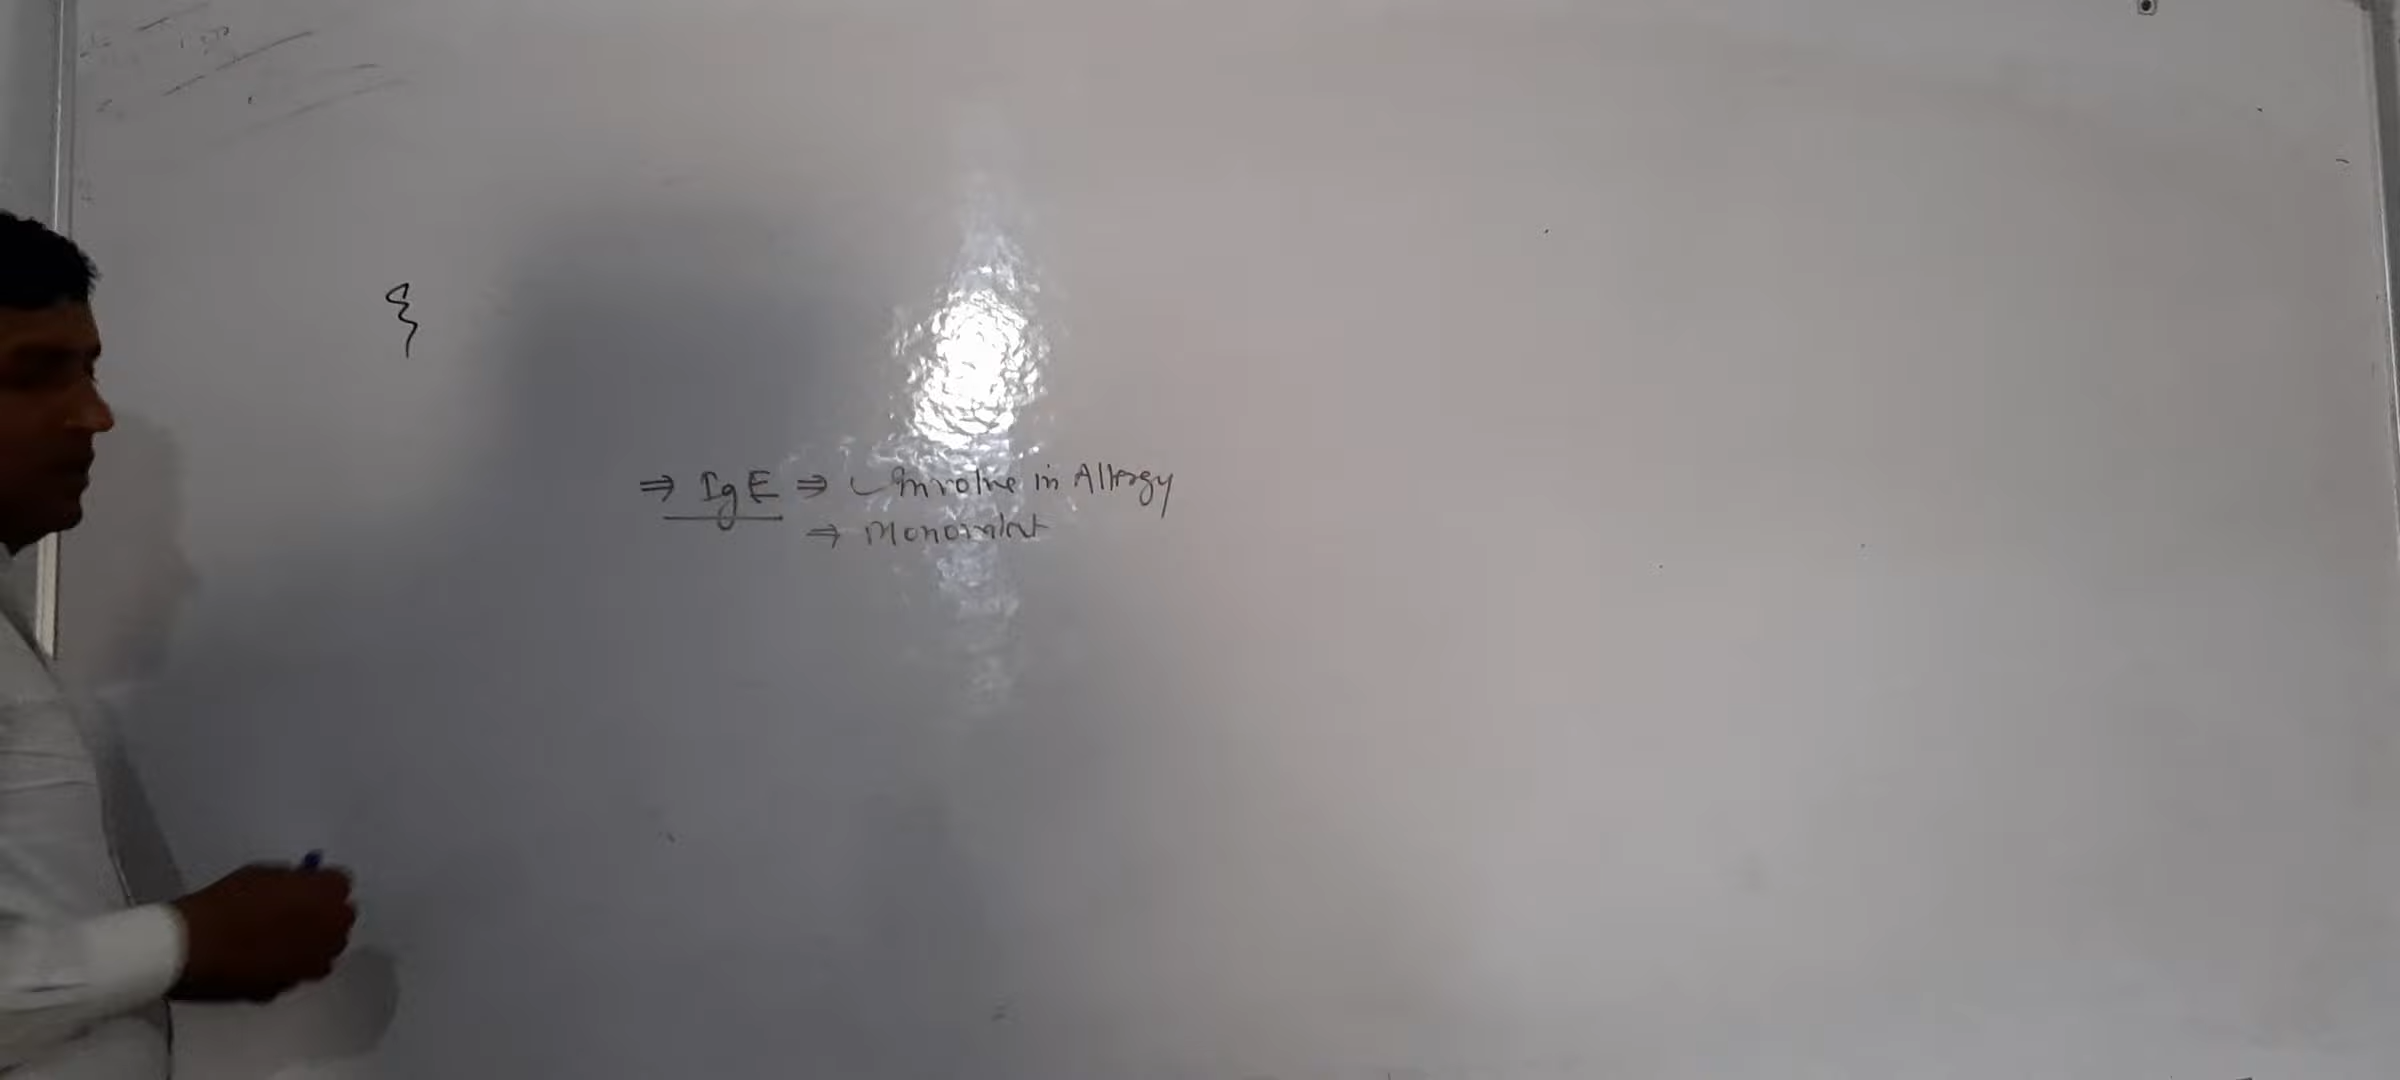 ⇒ IgE ⇒ Involve in Allergy
⇒ Monomer